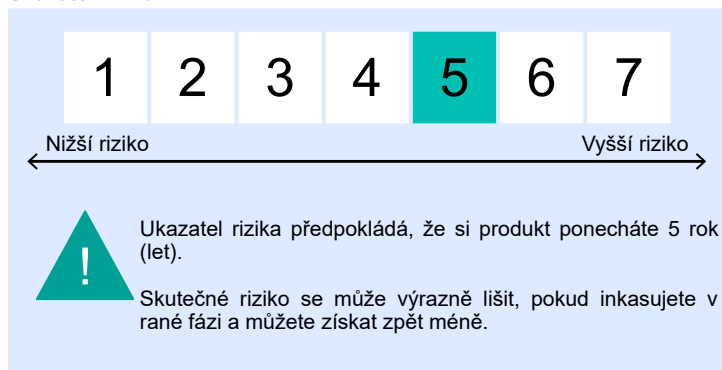 1 2 3 4 5 6 7
Nižší riziko Vyšší riziko
!
Ukazatel rizika předpokládá, že si produkt ponecháte 5 rok
(let).
Skutečné riziko se může výrazně lišit, pokud inkasujete v
rané fázi a můžete získat zpět méně.